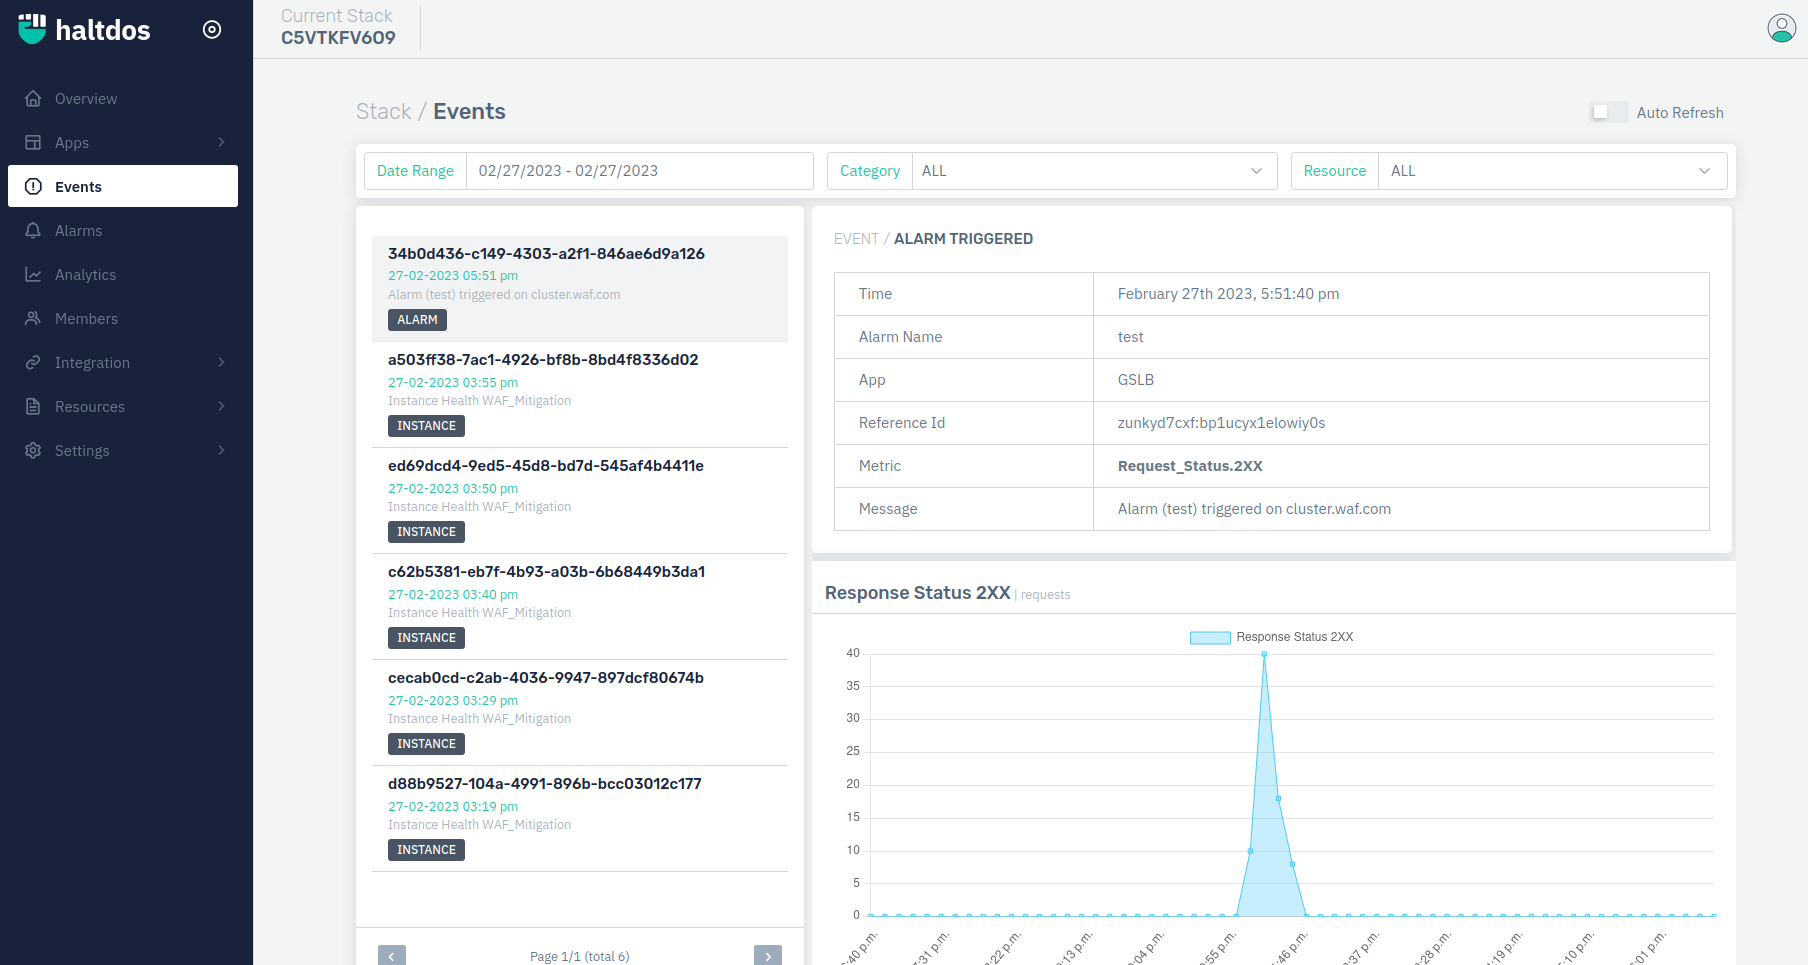 haltdos
Current Stack
C5VTKFV6O9
Overview
Apps
Events
Alarms
Analytics
Members
Integration
Resources
Settings
Stack / Events
Auto Refresh
Date Range 02/27/2023 - 02/27/2023
Category ALL
Resource ALL
34b0d436-c149-4303-a2f1-846ae6d9a126
27-02-2023 05:51 pm
Alarm (test) triggered on cluster.waf.com
ALARM
a503ff38-7ac1-4926-bf8b-8bd4f8336d02
27-02-2023 03:55 pm
Instance Health WAF_Mitigation
INSTANCE
ed69dcd4-9ed5-45d8-bd7d-545af4b4411e
27-02-2023 03:50 pm
Instance Health WAF_Mitigation
INSTANCE
c62b5381-eb7f-4b93-a03b-6b68449b3da1
27-02-2023 03:40 pm
Instance Health WAF_Mitigation
INSTANCE
cecab0cd-c2ab-4036-9947-897dcf80674b
27-02-2023 03:29 pm
Instance Health WAF_Mitigation
INSTANCE
d88b9527-104a-4991-896b-bcc03012c177
27-02-2023 03:19 pm
Instance Health WAF_Mitigation
INSTANCE
Page 1/1 (total 6)
EVENT / ALARM TRIGGERED
Time February 27th 2023, 5:51:40 pm
Alarm Name test
App GSLB
Reference Id zunkyd7cxf:bp1ucyx1elowiy0s
Metric Request_Status.2XX
Message Alarm (test) triggered on cluster.waf.com
Response Status 2XX | requests
Response Status 2XX
40
35
30
25
20
15
10
5
0
:40 p.m.
:31 p.m.
:22 p.m.
:13 p.m.
:04 p.m.
:55 p.m.
:46 p.m.
:37 p.m.
:28 p.m.
:19 p.m.
:10 p.m.
:01 p.m.